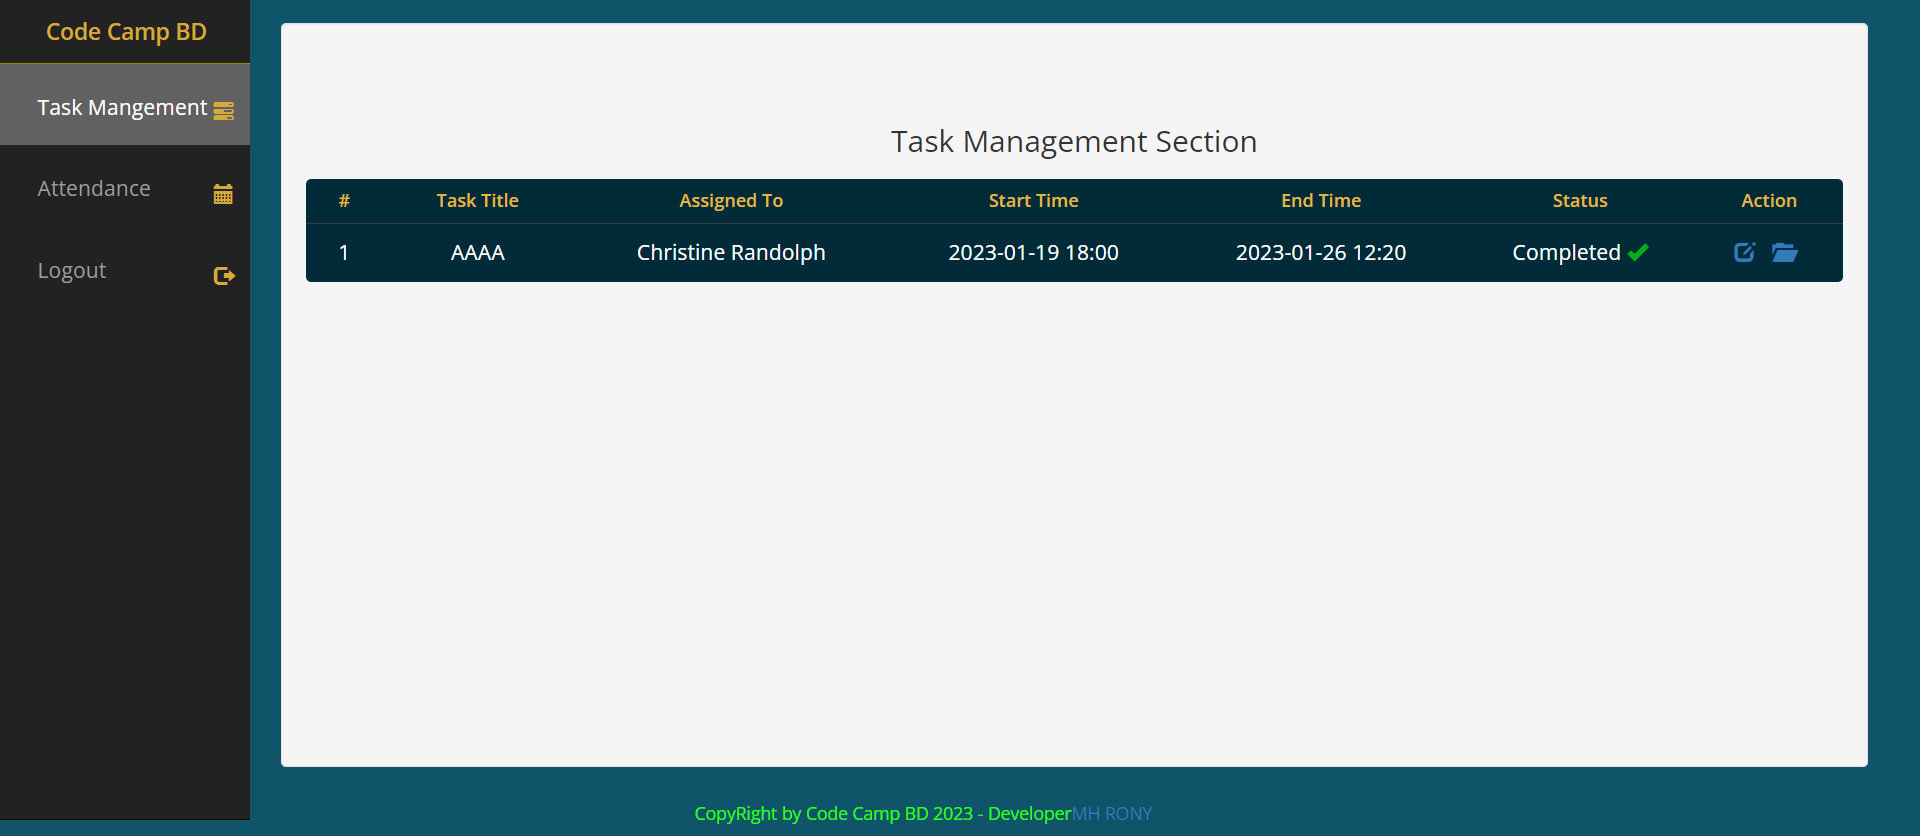 Code Camp BD
Task Mangement
Attendance
Logout
Task Management Section
# Task Title Assigned To Start Time End Time Status Action
1 AAAA Christine Randolph 2023-01-19 18:00 2023-01-26 12:20 Completed
CopyRight by Code Camp BD 2023 - DeveloperMH RONY